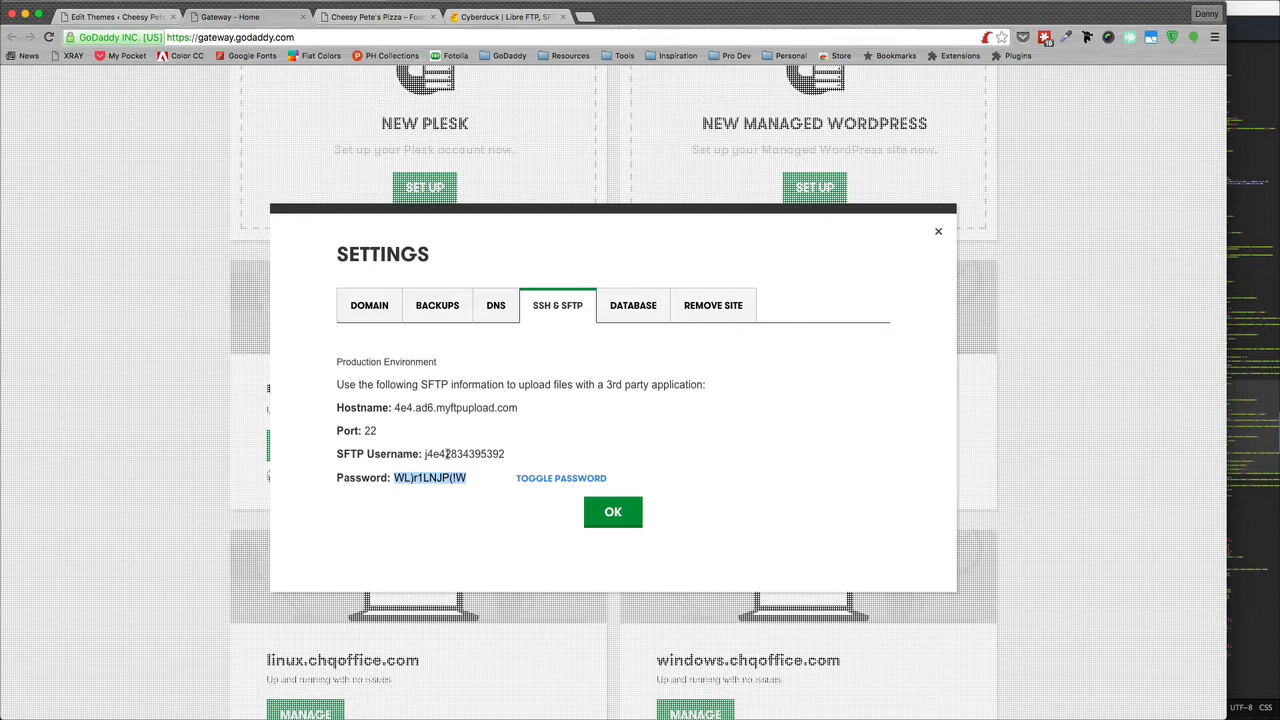 Edit Themes ‹ Cheesy Pete
Gateway - Home
Cheesy Pete's Pizza – Foo
Cyberduck | Libre FTP, SF
Danny
GoDaddy INC. [US] https://gateway.godaddy.com
News XRAY My Pocket Color CC Google Fonts Flat Colors PH Collections Fotolia GoDaddy Resources Tools Inspiration Pro Dev Personal Store Bookmarks Extensions Plugins
NEW PLESK
Set up your Plesk account now.
SET UP
NEW MANAGED WORDPRESS
Set up your Managed WordPress site now.
SET UP
SETTINGS
DOMAIN BACKUPS DNS SSH & SFTP DATABASE REMOVE SITE
Production Environment
Use the following SFTP information to upload files with a 3rd party application:
Hostname: 4e4.ad6.myftpupload.com
Port: 22
SFTP Username: j4e42834395392
Password: WL)r1LNJP(!W TOGGLE PASSWORD
OK
linux.chqoffice.com
Up and running with no issues
MANAGE
windows.chqoffice.com
Up and running with no issues
MANAGE
UTF-8 CSS